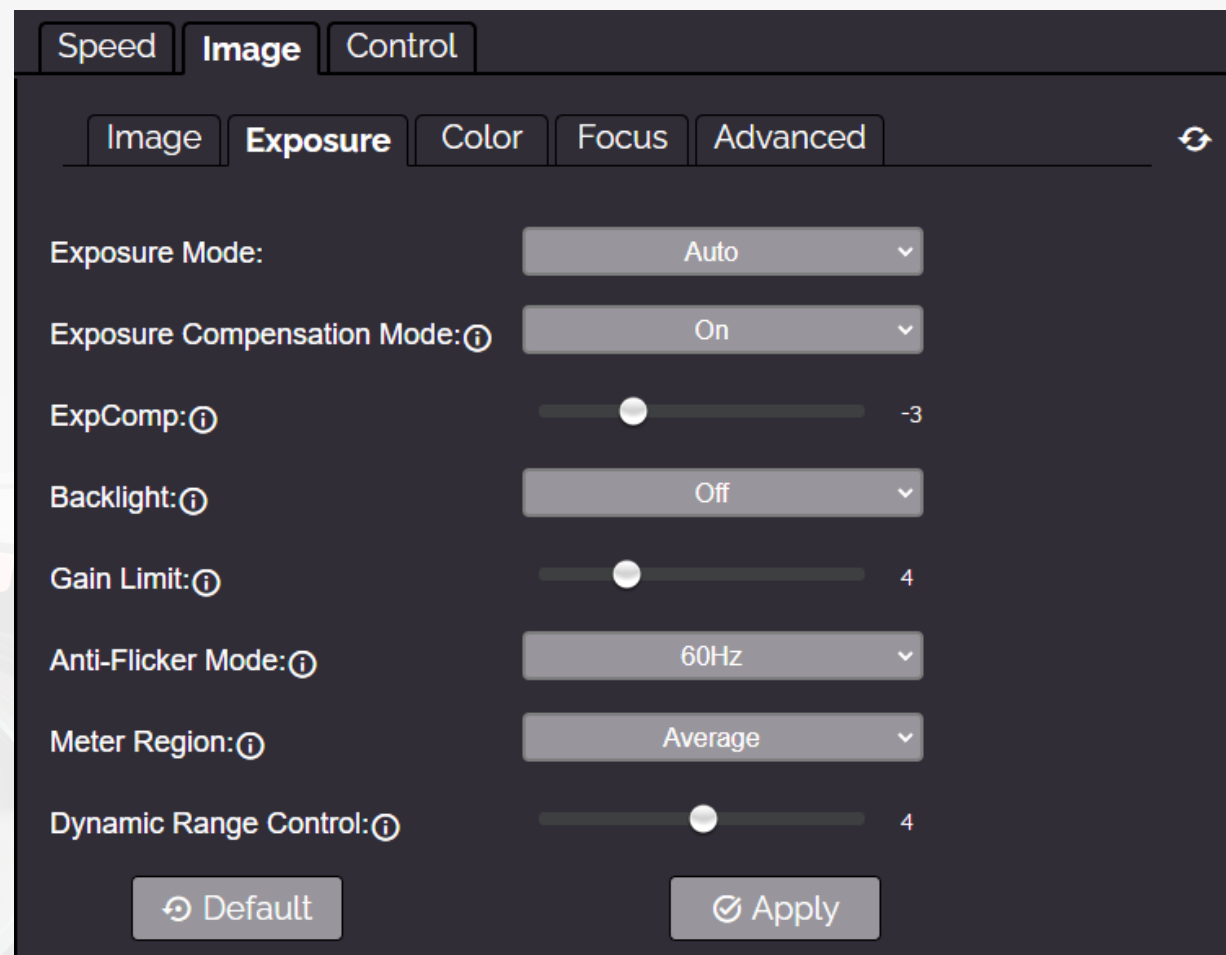 Speed Image Control
Image Exposure Color Focus Advanced
Exposure Mode: Auto
Exposure Compensation Mode: On
ExpComp: -3
Backlight: Off
Gain Limit: 4
Anti-Flicker Mode: 60Hz
Meter Region: Average
Dynamic Range Control: 4
Default Apply